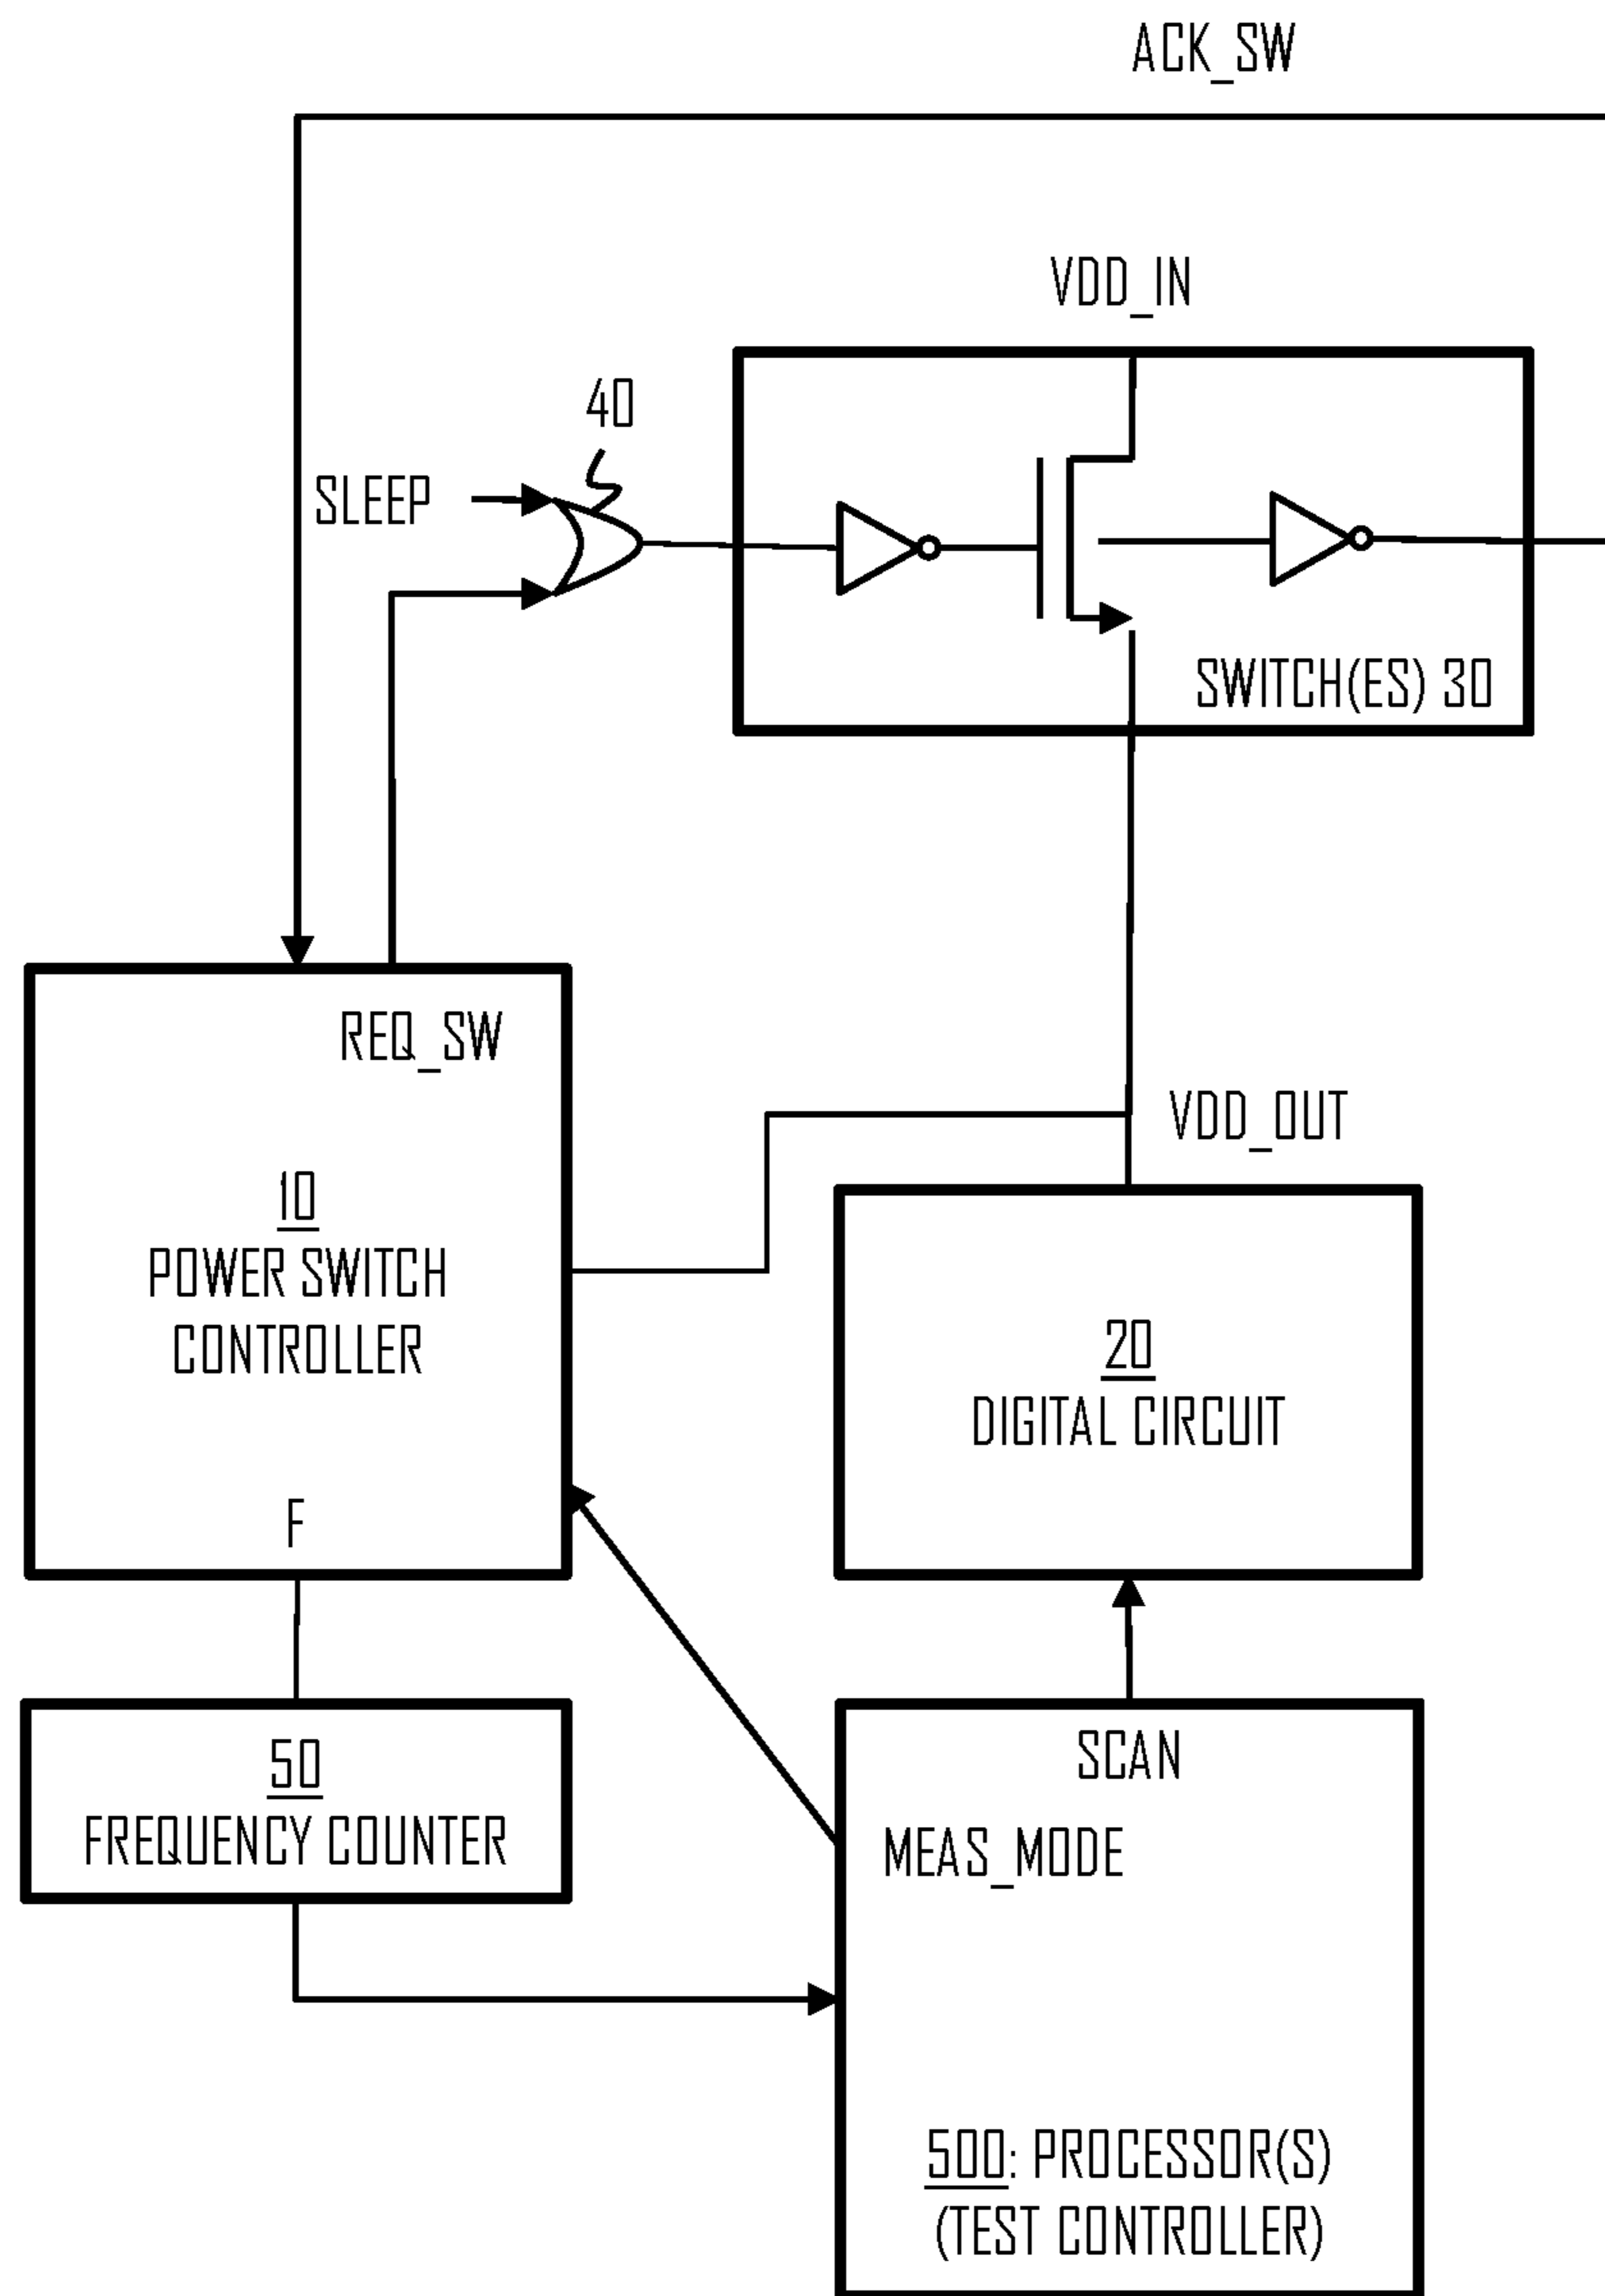 ACK_SW
VDD_IN
40
SLEEP
SWITCH(ES) 30
REQ_SW
VDD_OUT
10
POWER SWITCH
CONTROLLER
20
DIGITAL CIRCUIT
F
50
FREQUENCY COUNTER
SCAN
MEAS_MODE
500: PROCESSOR(S)
(TEST CONTROLLER)